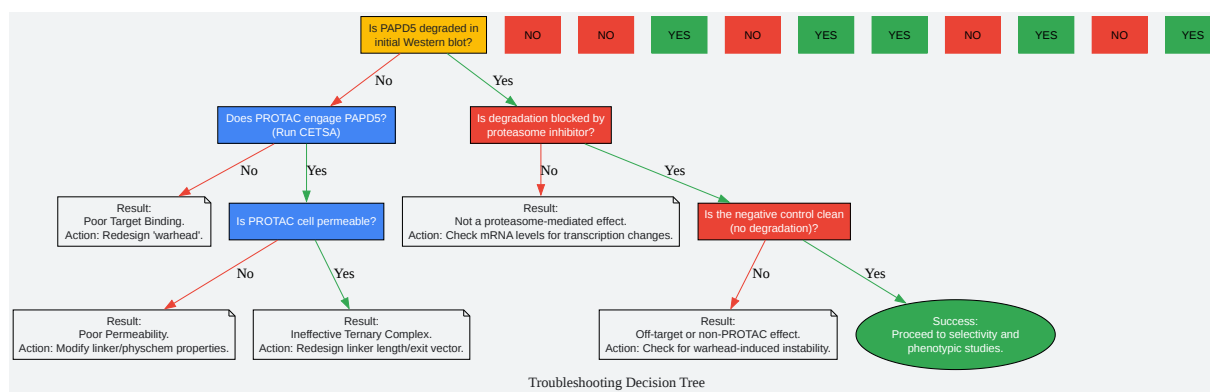 Is PAPD5 degraded in
initial Western blot?
NO
NO
YES
NO
YES
YES
NO
YES
NO
YES
No
Yes
Does PROTAC engage PAPD5?
(Run CETSA)
Is degradation blocked by
proteasome inhibitor?
No
Yes
No
Yes
Result:
Poor Target Binding.
Action: Redesign 'warhead'.
Is PROTAC cell permeable?
Result:
Not a proteasome-mediated effect.
Action: Check mRNA levels for transcription changes.
Is the negative control clean
(no degradation)?
No
Yes
No
Yes
Result:
Poor Permeability.
Action: Modify linker/physchem properties.
Result:
Ineffective Ternary Complex.
Action: Redesign linker length/exit vector.
Result:
Off-target or non-PROTAC effect.
Action: Check for warhead-induced instability.
Success:
Proceed to selectivity and
phenotypic studies.
Troubleshooting Decision Tree